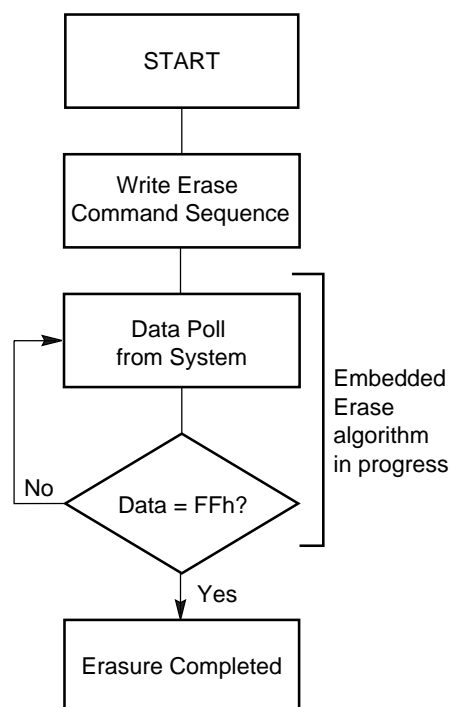 START
Write Erase
Command Sequence
Data Poll
from System
Embedded
Erase
algorithm
in progress
No
Data = FFh?
Yes
Erasure Completed